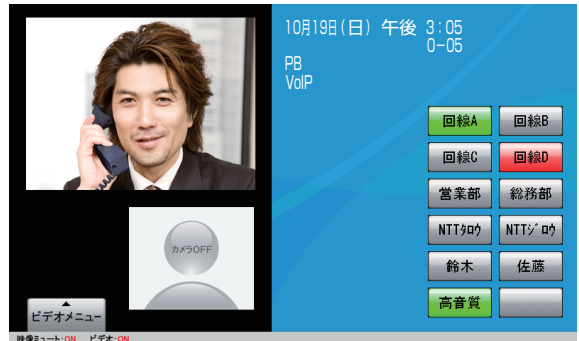 10月19日(日) 午後 3:05
0-05
PB
VoIP
回線A 回線B
回線C 回線D
営業部 総務部
NTTタロウ NTTジロウ
鈴木 佐藤
高音質
カメラOFF
ビデオメニュー
映像ミュート:ON ビデオ:ON